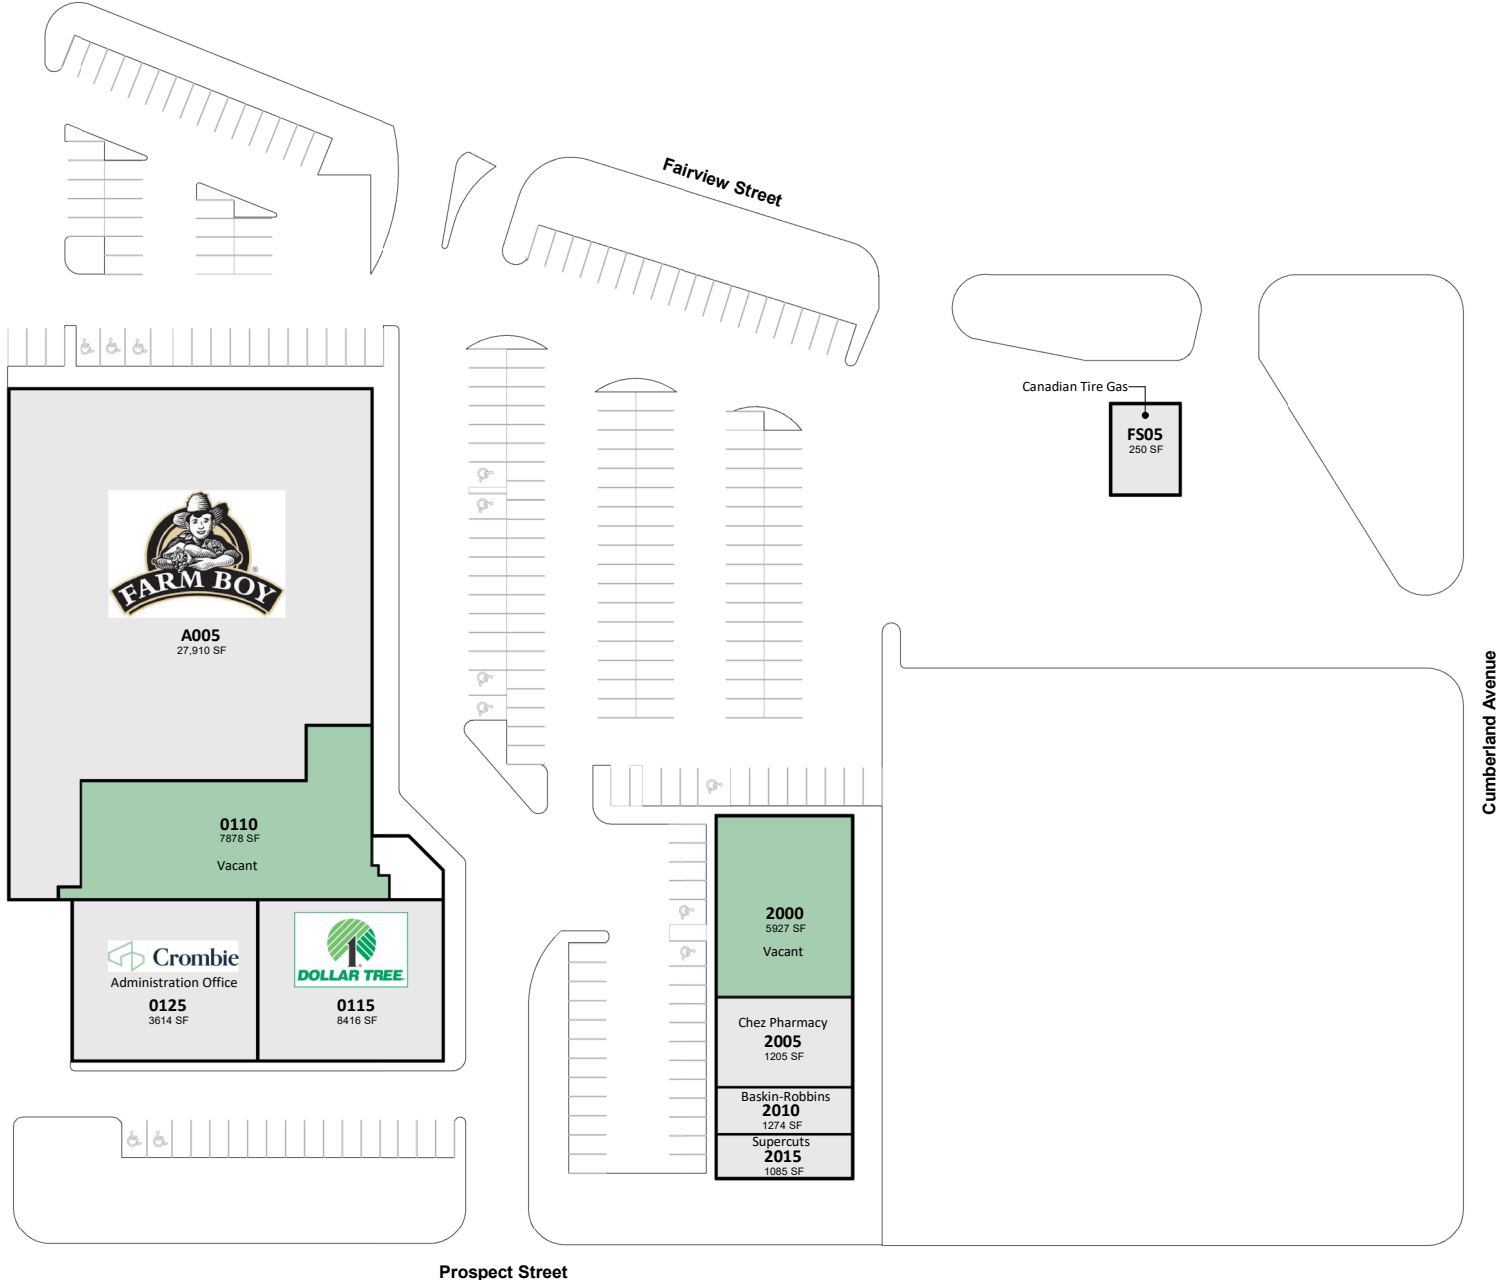 Fairview Street
Canadian Tire Gas
FS05
250 SF
FARM BOY
®
A005
27,910 SF
Cumberland Avenue
0110
7878 SF
Vacant
2000
5927 SF
Vacant
Crombie
Administration Office
0125
3614 SF
1
DOLLAR TREE
0115
8416 SF
Chez Pharmacy
2005
1205 SF
Baskin-Robbins
2010
1274 SF
Supercuts
2015
1085 SF
Prospect Street